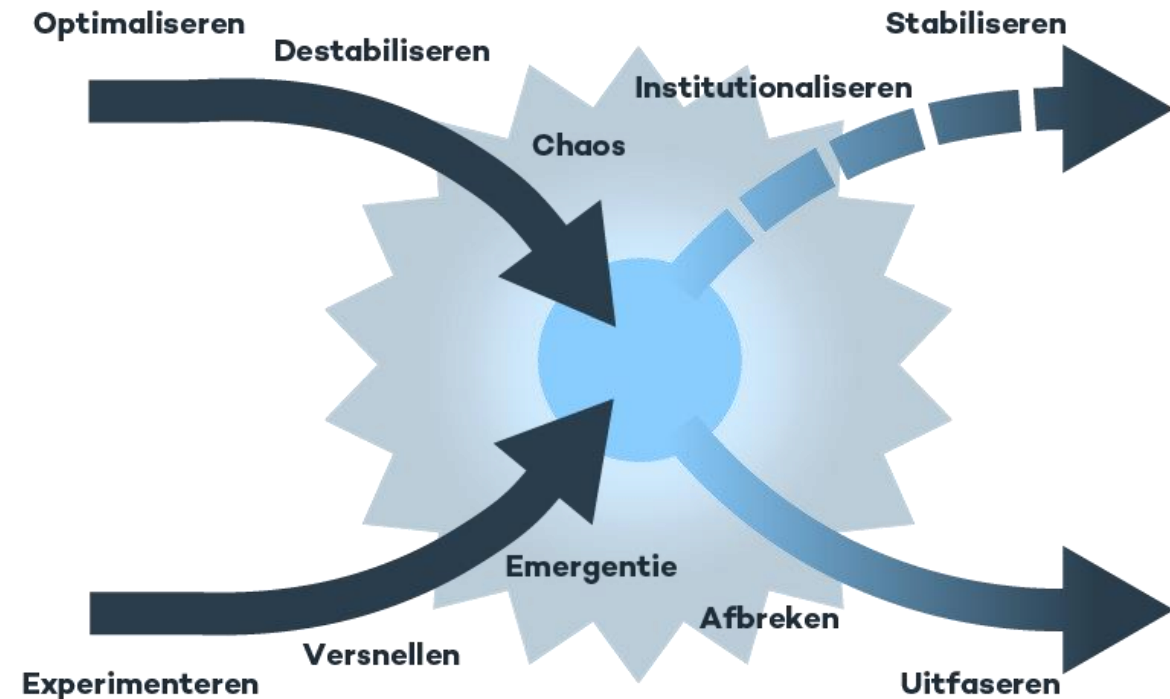 Optimaliseren
Destabiliseren
Chaos
Institutionaliseren
Stabiliseren
Experimenteren
Versnellen
Emergentie
Afbreken
Uitfaseren